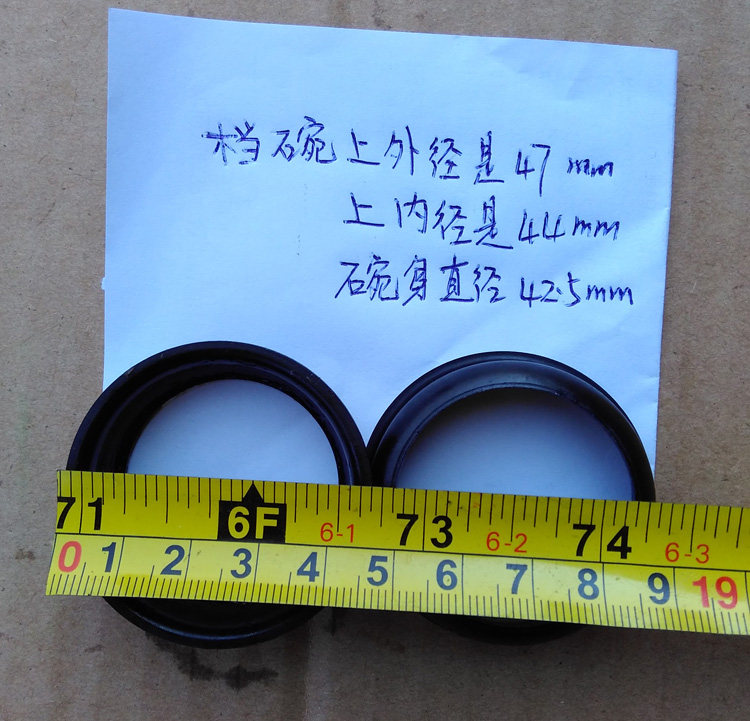 档石碗上外径是47mm
上内径是44mm
石碗身直径42.5mm
71 6F 6-1 73 6-2 74 6-3
0 1 2 3 4 5 6 7 8 9 19